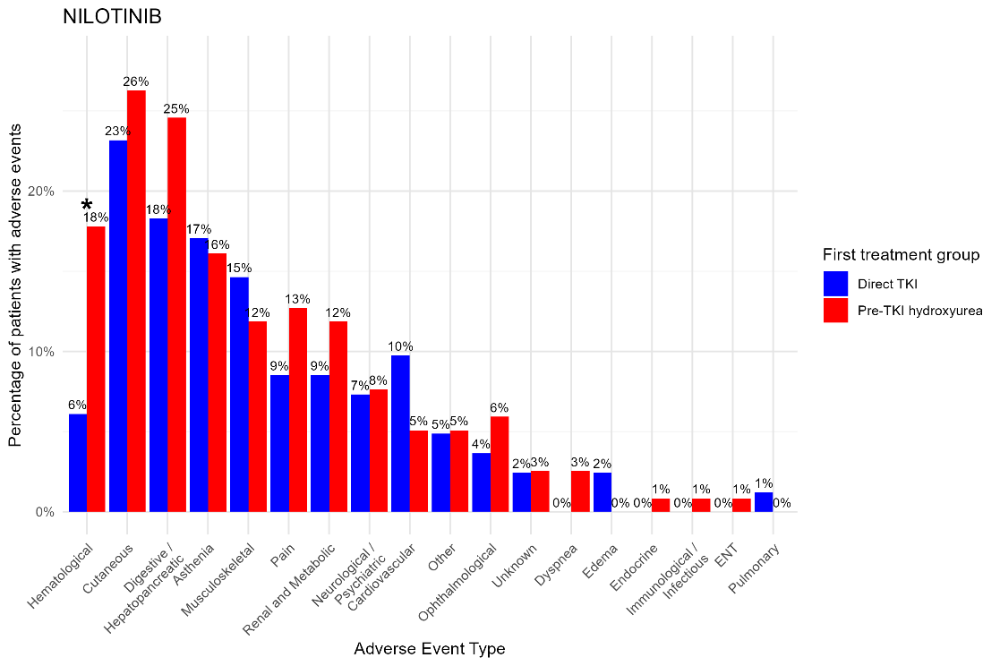 NILOTINIB
Percentage of patients with adverse events
20%
10%
0%
*
6% 18%
23% 26%
18% 25%
17% 16%
15% 12%
9% 13%
9% 12%
7% 8%
10% 5%
5% 5%
4% 6%
2% 3%
0% 3%
2% 0%
0% 1%
0% 1%
0% 1%
1% 0%
Hematological
Cutaneous
Digestive /
Hepatopancreatic
Asthenia
Musculoskeletal
Pain
Renal and Metabolic
Neurological /
Psychiatric
Cardiovascular
Other
Ophthalmological
Unknown
Dyspnea
Edema
Endocrine
Immunological /
Infectious
ENT
Pulmonary
Adverse Event Type
First treatment group
Direct TKI
Pre-TKI hydroxyurea